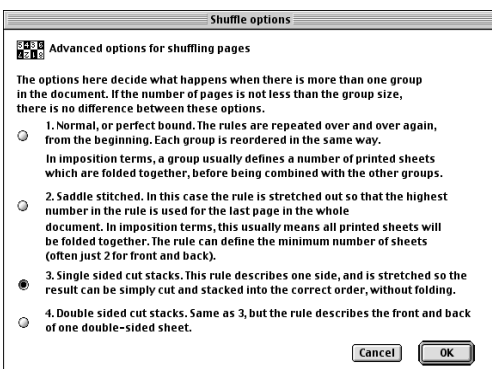 Shuffle options
Advanced options for shuffling pages
The options here decide what happens when there is more than one group
in the document. If the number of pages is not less than the group size,
there is no difference between these options.
1. Normal, or perfect bound. The rules are repeated over and over again,
from the beginning. Each group is reordered in the same way.
In imposition terms, a group usually defines a number of printed sheets
which are folded together, before being combined with the other groups.
2. Saddle stitched. In this case the rule is stretched out so that the highest
number in the rule is used for the last page in the whole
document. In imposition terms, this usually means all printed sheets will
be folded together. The rule can define the minimum number of sheets
(often just 2 for front and back).
3. Single sided cut stacks. This rule describes one side, and is stretched so the
result can be simply cut and stacked into the correct order, without folding.
4. Double sided cut stacks. Same as 3, but the rule describes the front and back
of one double-sided sheet.
Cancel OK